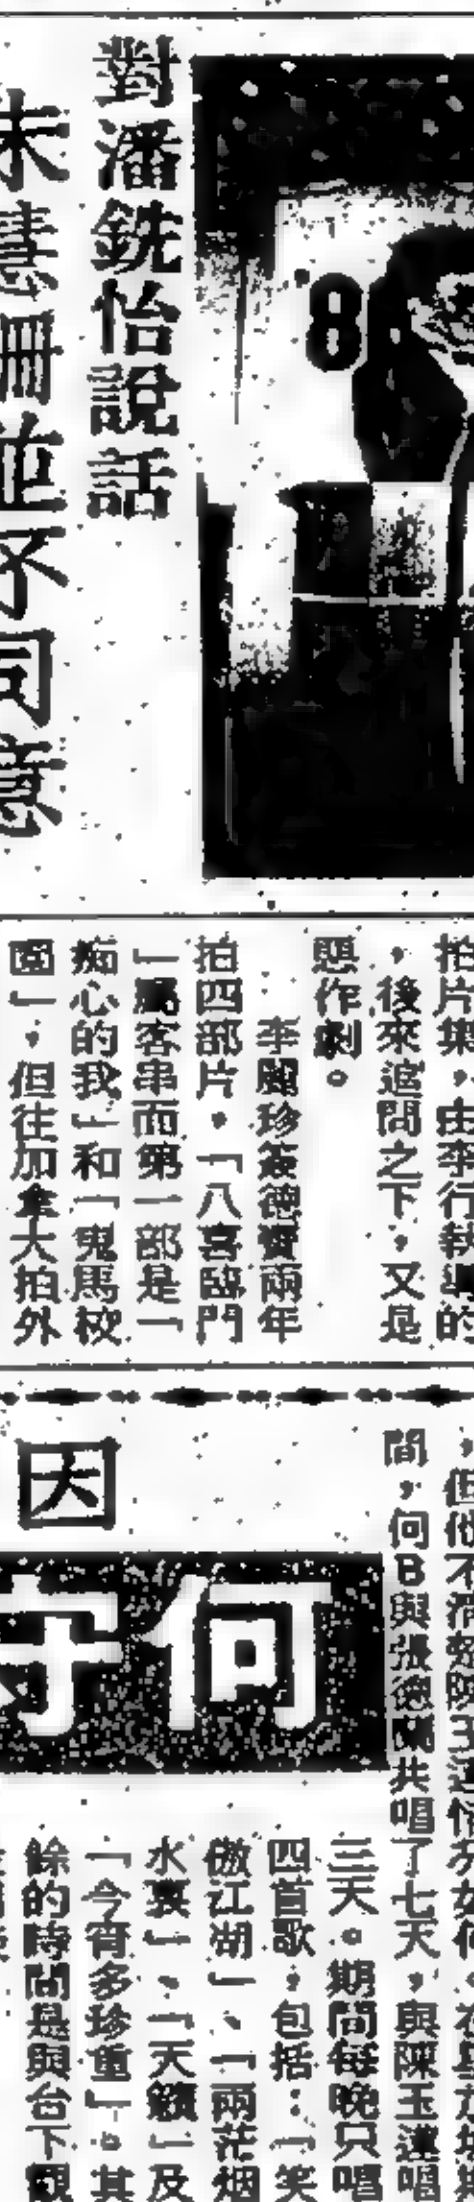 對潘銑怡說話
慧珊並不同意
拍片集，由李行執導的
，後來追問之下，又是
惡作劇。
李麗珍簽德寶兩年
拍四部片，「八喜臨門
」屬客串而第一部是「
痴心的我」和「鬼馬校
園」，但往加拿大拍外
間，何B與張德蘭共唱了七天，與陳玉蓮唱
三天。期間每晚只唱
四首歌，包括：「笑
傲江湖」、「兩茫烟
水裏」、「天籟」及
「今宵多珍重」。其
餘的時間是與台下觀
因
何守